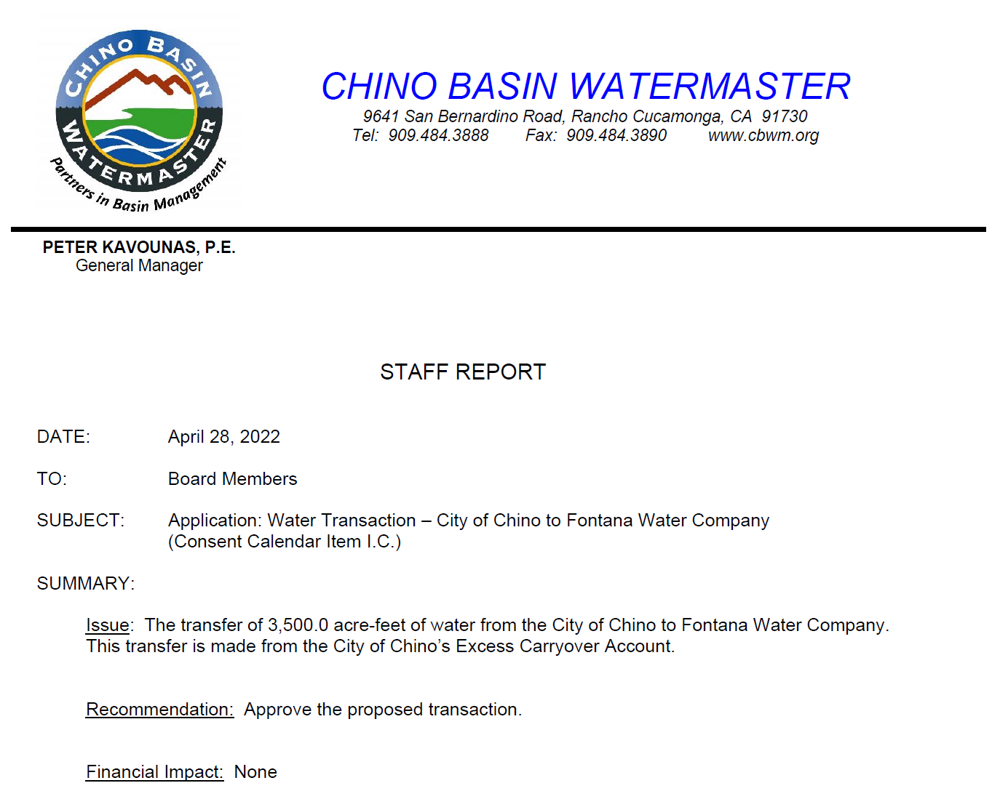 CHINO BASIN
WATERMASTER
Partners in Basin Management
CHINO BASIN WATERMASTER
9641 San Bernardino Road, Rancho Cucamonga, CA 91730
Tel: 909.484.3888 Fax: 909.484.3890 www.cbwm.org
PETER KAVOUNAS, P.E.
General Manager
STAFF REPORT
DATE: April 28, 2022
TO: Board Members
SUBJECT: Application: Water Transaction – City of Chino to Fontana Water Company
(Consent Calendar Item I.C.)
SUMMARY:
Issue: The transfer of 3,500.0 acre-feet of water from the City of Chino to Fontana Water Company.
This transfer is made from the City of Chino’s Excess Carryover Account.
Recommendation: Approve the proposed transaction.
Financial Impact: None